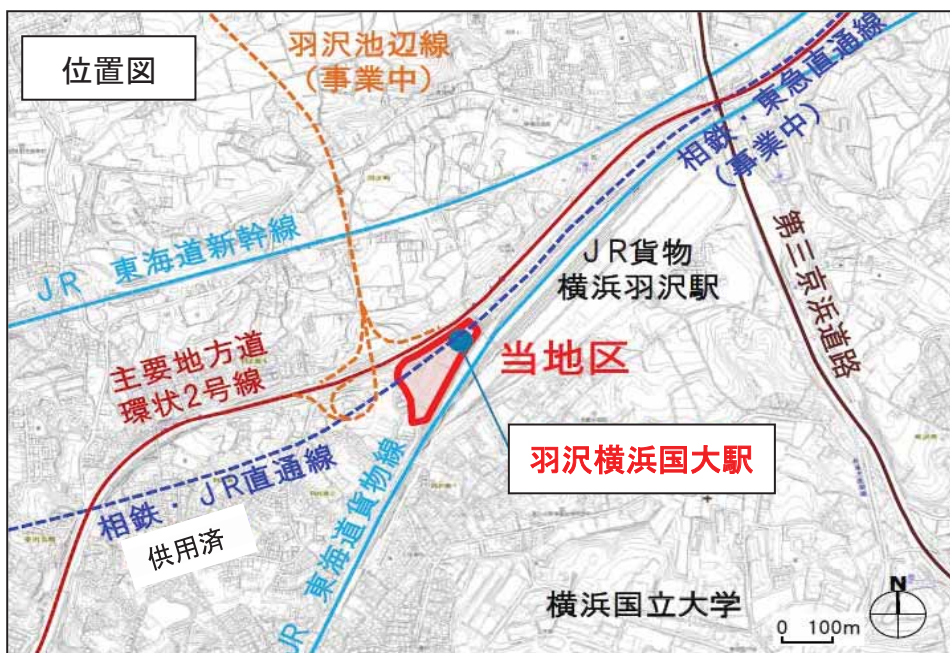 位置図
羽沢池辺線
(事業中)
相鉄・東急直通線
(事業中)
JR 東海道新幹線
JR貨物
横浜羽沢駅
第三京浜道路
主要地方道
環状2号線
当地区
羽沢横浜国大駅
相鉄・JR直通線
供用済
JR 東海道貨物線
横浜国立大学
N
0 100m